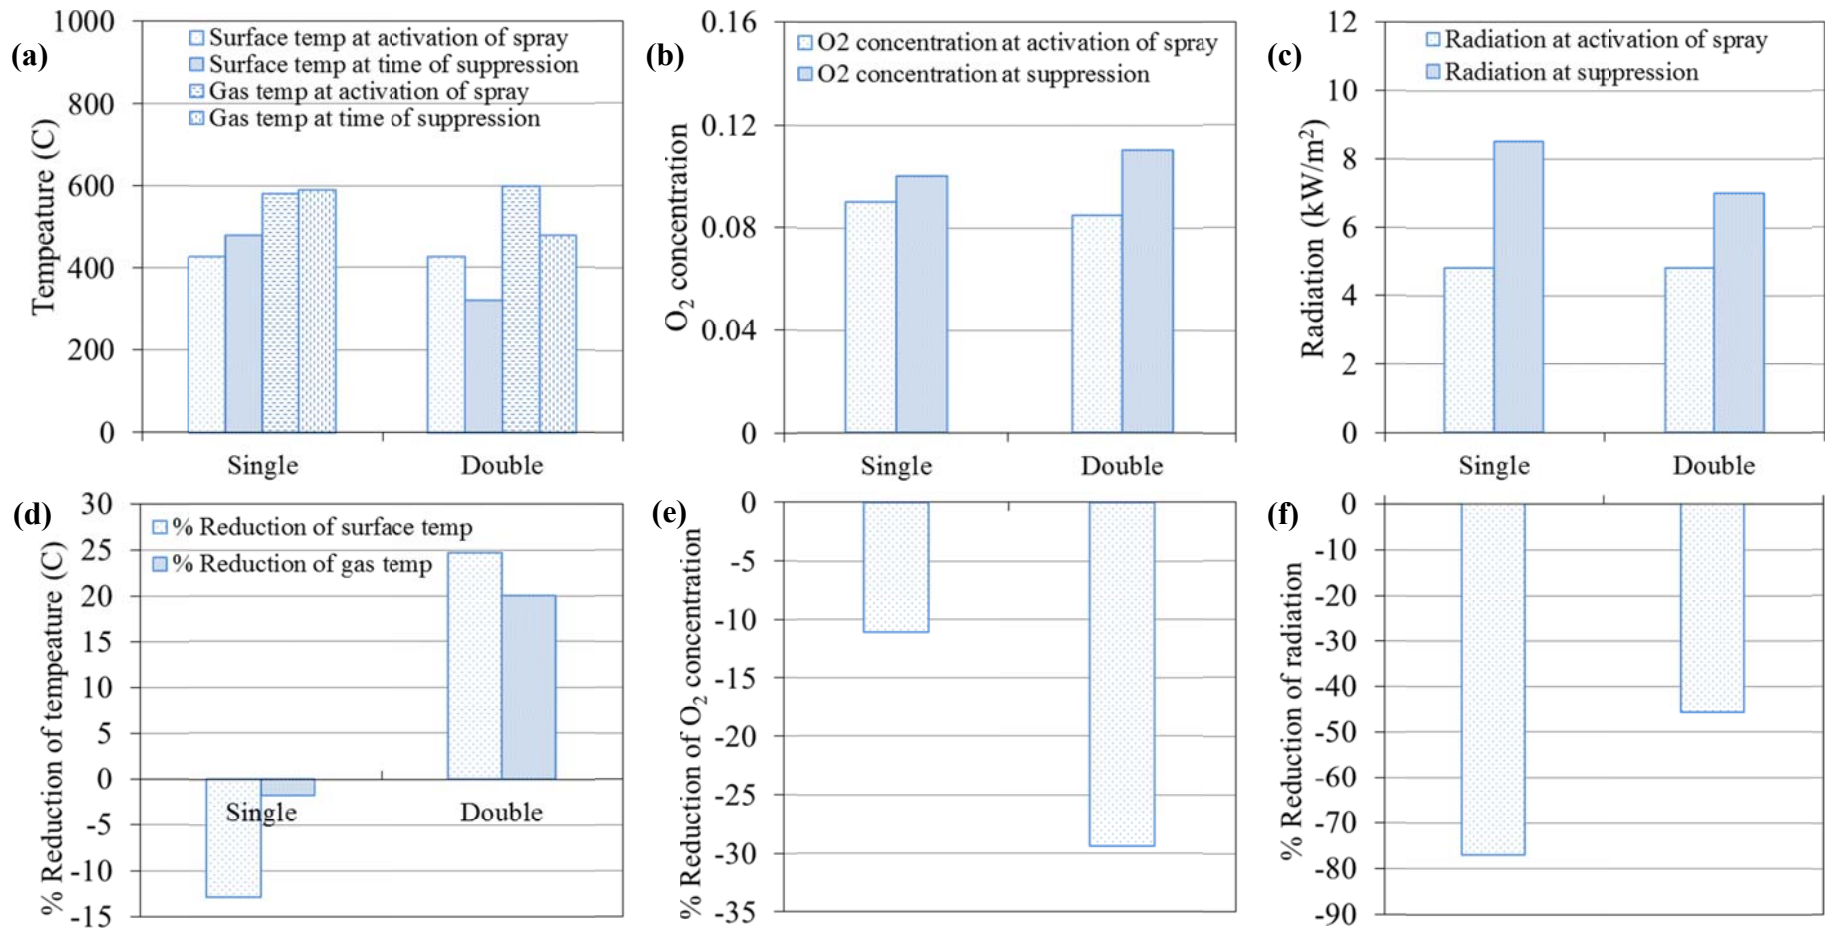 (a)
Tempeature (C)
1000
800
600
400
200
0
Surface temp at activation of spray
Surface temp at time of suppression
Gas temp at activation of spray
Gas temp at time of suppression
Single
Double
(b)
O2 concentration
0.16
0.12
0.08
0.04
0
O2 concentration at activation of spray
O2 concentration at suppression
Single
Double
(c)
Radiation (kW/m2)
12
10
8
6
4
2
0
Radiation at activation of spray
Radiation at suppression
Single
Double
(d)
% Reduction of tempeature (C)
30
25
20
15
10
5
0
-5
-10
-15
% Reduction of surface temp
% Reduction of gas temp
Single
Double
(e)
% Reduction of O2 concentration
0
-5
-10
-15
-20
-25
-30
-35
(f)
% Reduction of radiation
0
-10
-20
-30
-40
-50
-60
-70
-80
-90